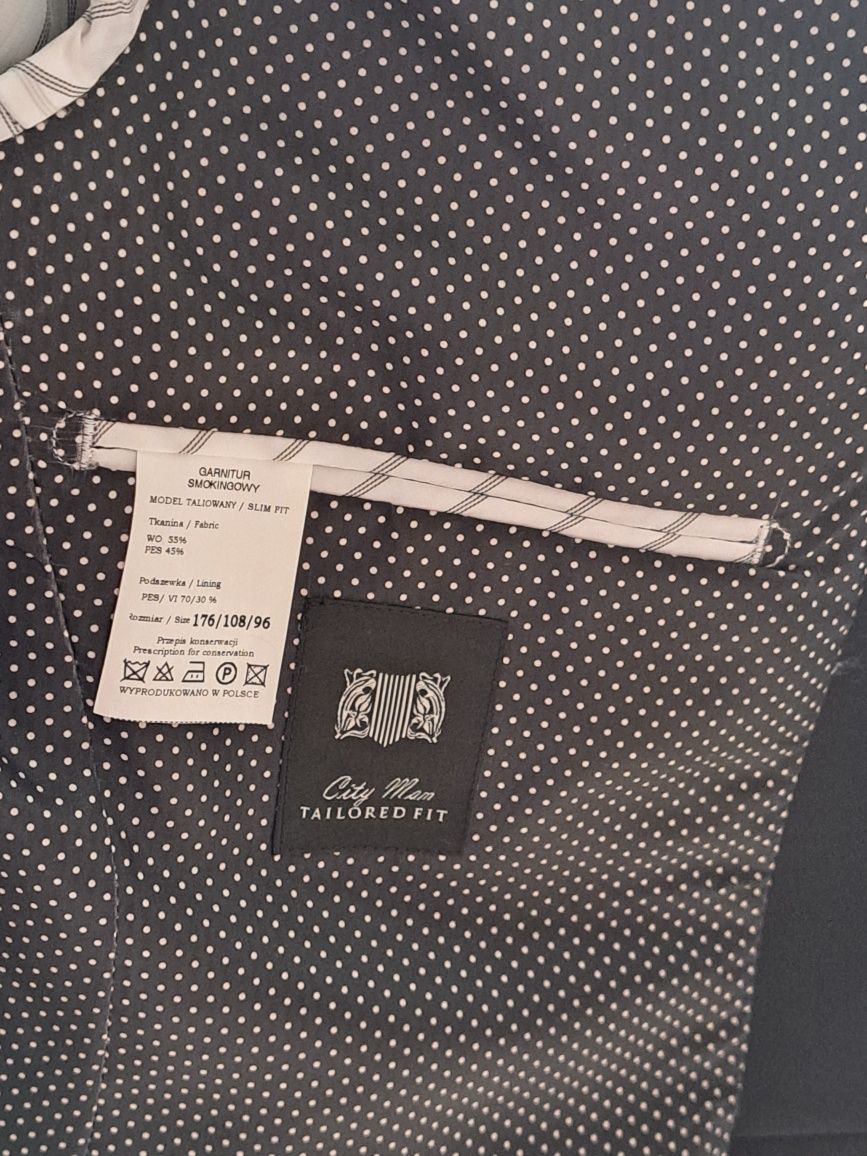 GARNITUR
SMOKINGOWY
MODEL TALIOWANY / SLIM FIT
Tkanina / Fabric
WO. 55%
PES 45%
Podszewka / Lining
PES/ VI 70/30 %
Rozmiar / Size 176/108/96
Przepis konserwacji
Prescription for conservation
P
WYPRODUKOWANO W POLSCE
City Man
TAILORED FIT